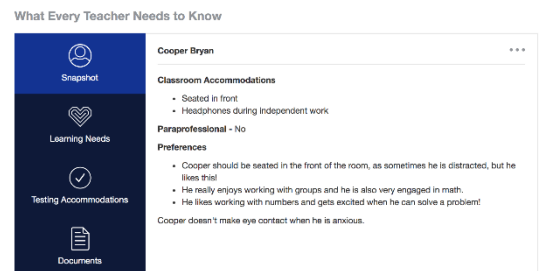 What Every Teacher Needs to Know
Snapshot
Learning Needs
Testing Accommodations
Documents
Cooper Bryan
Classroom Accommodations
• Seated in front
• Headphones during independent work
Paraprofessional - No
Preferences
• Cooper should be seated in the front of the room, as sometimes he is distracted, but he
likes this!
• He really enjoys working with groups and he is also very engaged in math.
• He likes working with numbers and gets excited when he can solve a problem!
Cooper doesn't make eye contact when he is anxious.